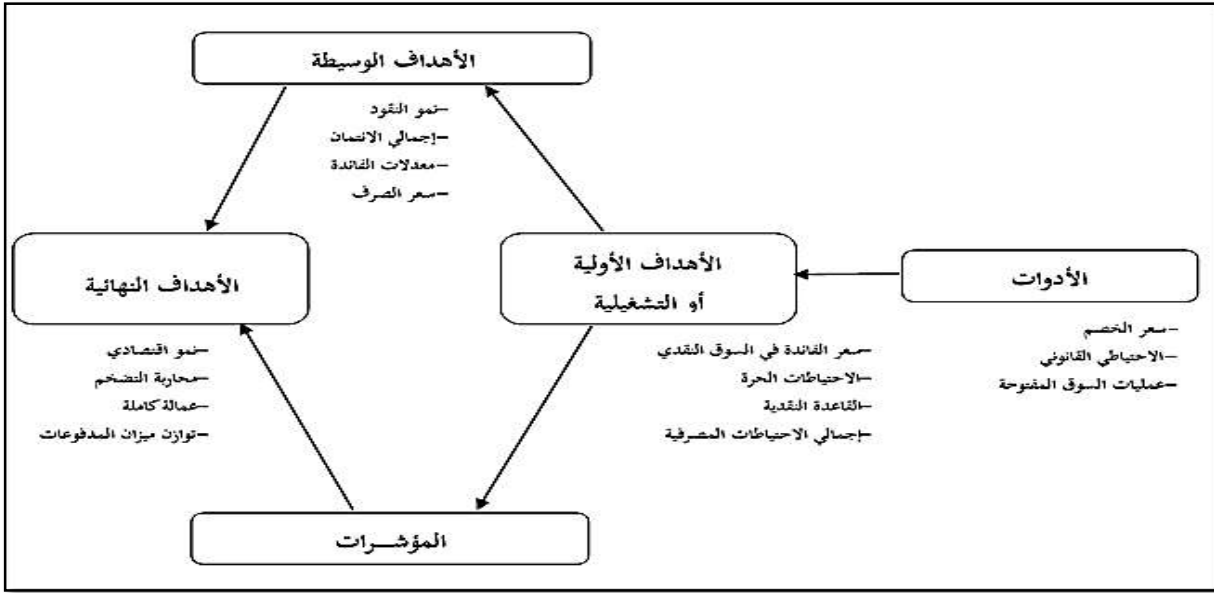 الأهداف الوسيطة
-نمو النقود
-إجمالي الائتمان
-معدلات الفائدة
-سعر الصرف
الأدوات
-سعر الخصم
-الاحتياطي القانوني
-عمليات السوق المفتوحة
الأهداف الأولية
أو التشغيلية
-سعر الفائدة في السوق النقدي
-الاحتياطات الحرة
-القاعدة النقدية
-إجمالي الاحتياطات المصرفية
الأهداف النهائية
-نمو اقتصادي
-محاربة التضخم
-عمالة كاملة
-توازن ميزان المدفوعات
المؤشـــرات